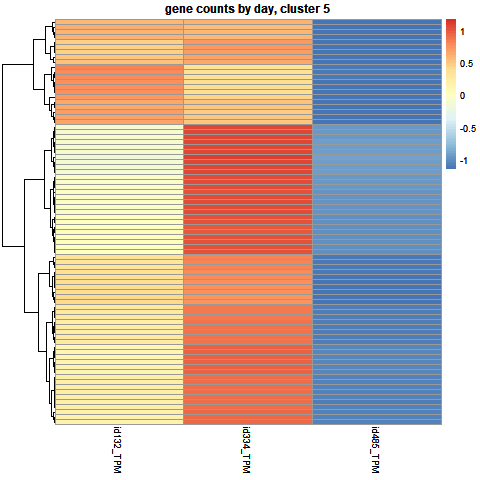 gene counts by day, cluster 5
1
0.5
0
-0.5
-1
id132_TPM
id334_TPM
id485_TPM